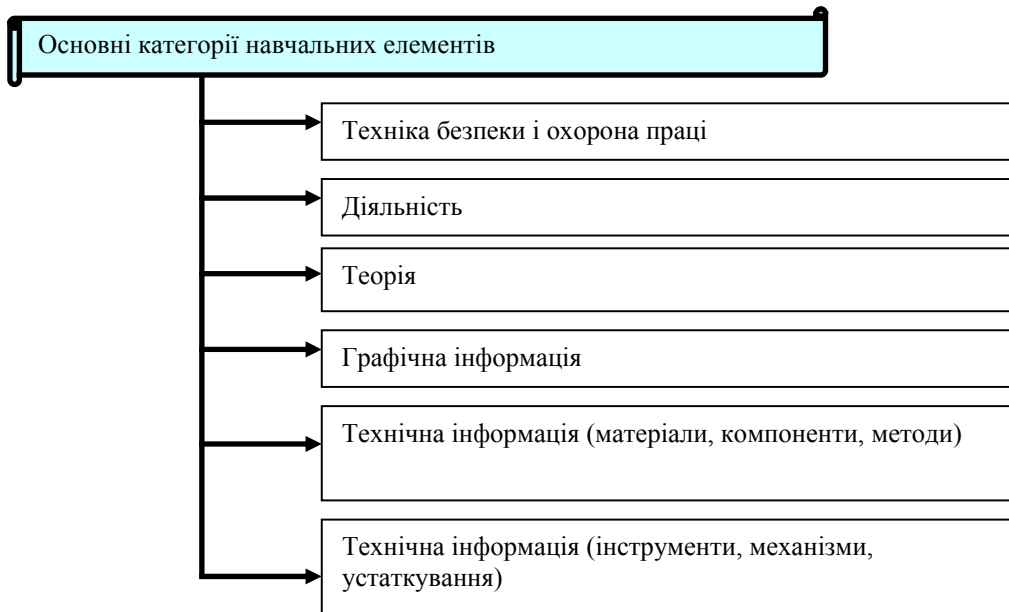 Основні категорії навчальних елементів
Техніка безпеки і охорона праці
Діяльність
Теорія
Графічна інформація
Технічна інформація (матеріали, компоненти, методи)
Технічна інформація (інструменти, механізми,
устаткування)